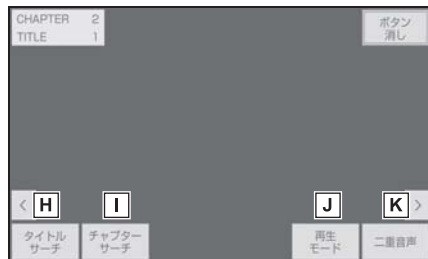 CHAPTER 2
TITLE 1
ボタン
消し
< H I J K >
タイトル
サーチ
チャプター
サーチ
再生
モード
二重音声